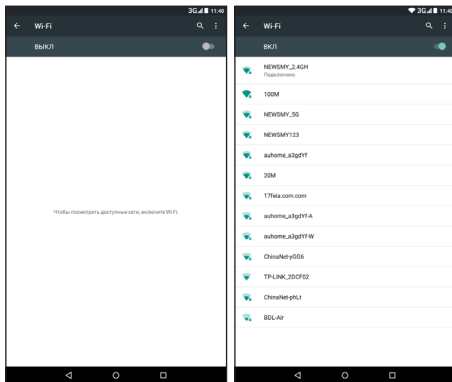 3G 11:40
Wi-Fi
ВЫКЛ
Чтобы посмотреть доступные сети, включите Wi-Fi.
3G 11:40
Wi-Fi
ВКЛ
NEWSMY_2.4GH
Подключено
100M
NEWSMY_5G
NEWSMY123
auhome_a3gdYf
20M
17feia.com.com
auhome_a3gdYf-A
auhome_a3gdYf-W
ChinaNet-yGG6
TP-LINK_2DCF02
ChinaNet-phLt
BDL-Air